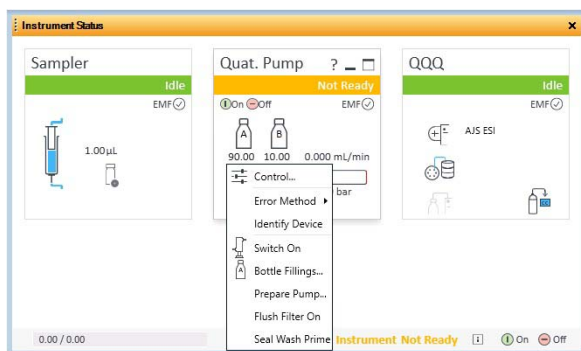 Instrument Status
Sampler
Idle
EMF
1.00 µL
Quat. Pump
?
Not Ready
On Off
EMF
A B
90.00 10.00 0.000 mL/min
bar
Control...
Error Method
Identify Device
Switch On
A
Bottle Fillings...
Prepare Pump...
Flush Filter On
Seal Wash Prime
QQQ
Idle
EMF
AJS ESI
0.00 / 0.00
Instrument Not Ready
i
On Off